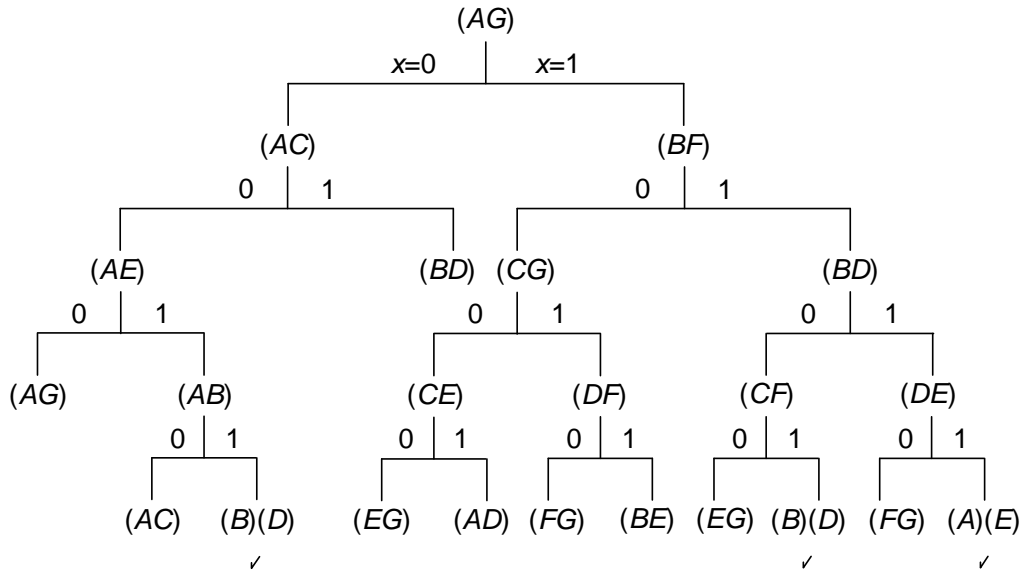 (AG)
x=0 x=1
(AC) (BF)
0 1 0 1
(AE) (BD) (CG) (BD)
0 1 0 1 0 1
(AG) (AB) (CE) (DF) (CF) (DE)
0 1 0 1 0 1 0 1 0 1
(AC) (B)(D) (EG) (AD) (FG) (BE) (EG) (B)(D) (FG) (A)(E)
✓ ✓ ✓